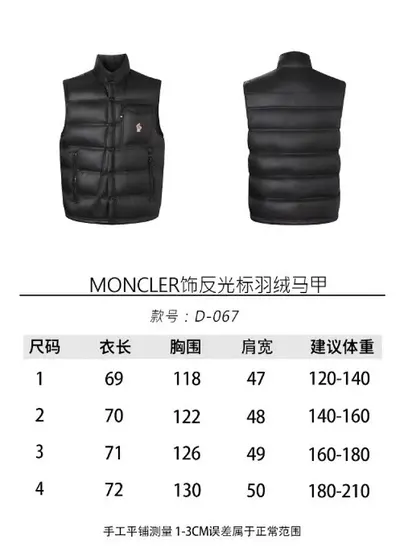 MONCLER饰反光标羽绒马甲
款号：D-067
尺码 衣长 胸围 肩宽 建议体重
1 69 118 47 120-140
2 70 122 48 140-160
3 71 126 49 160-180
4 72 130 50 180-210
手工平铺测量 1-3CM误差属于正常范围